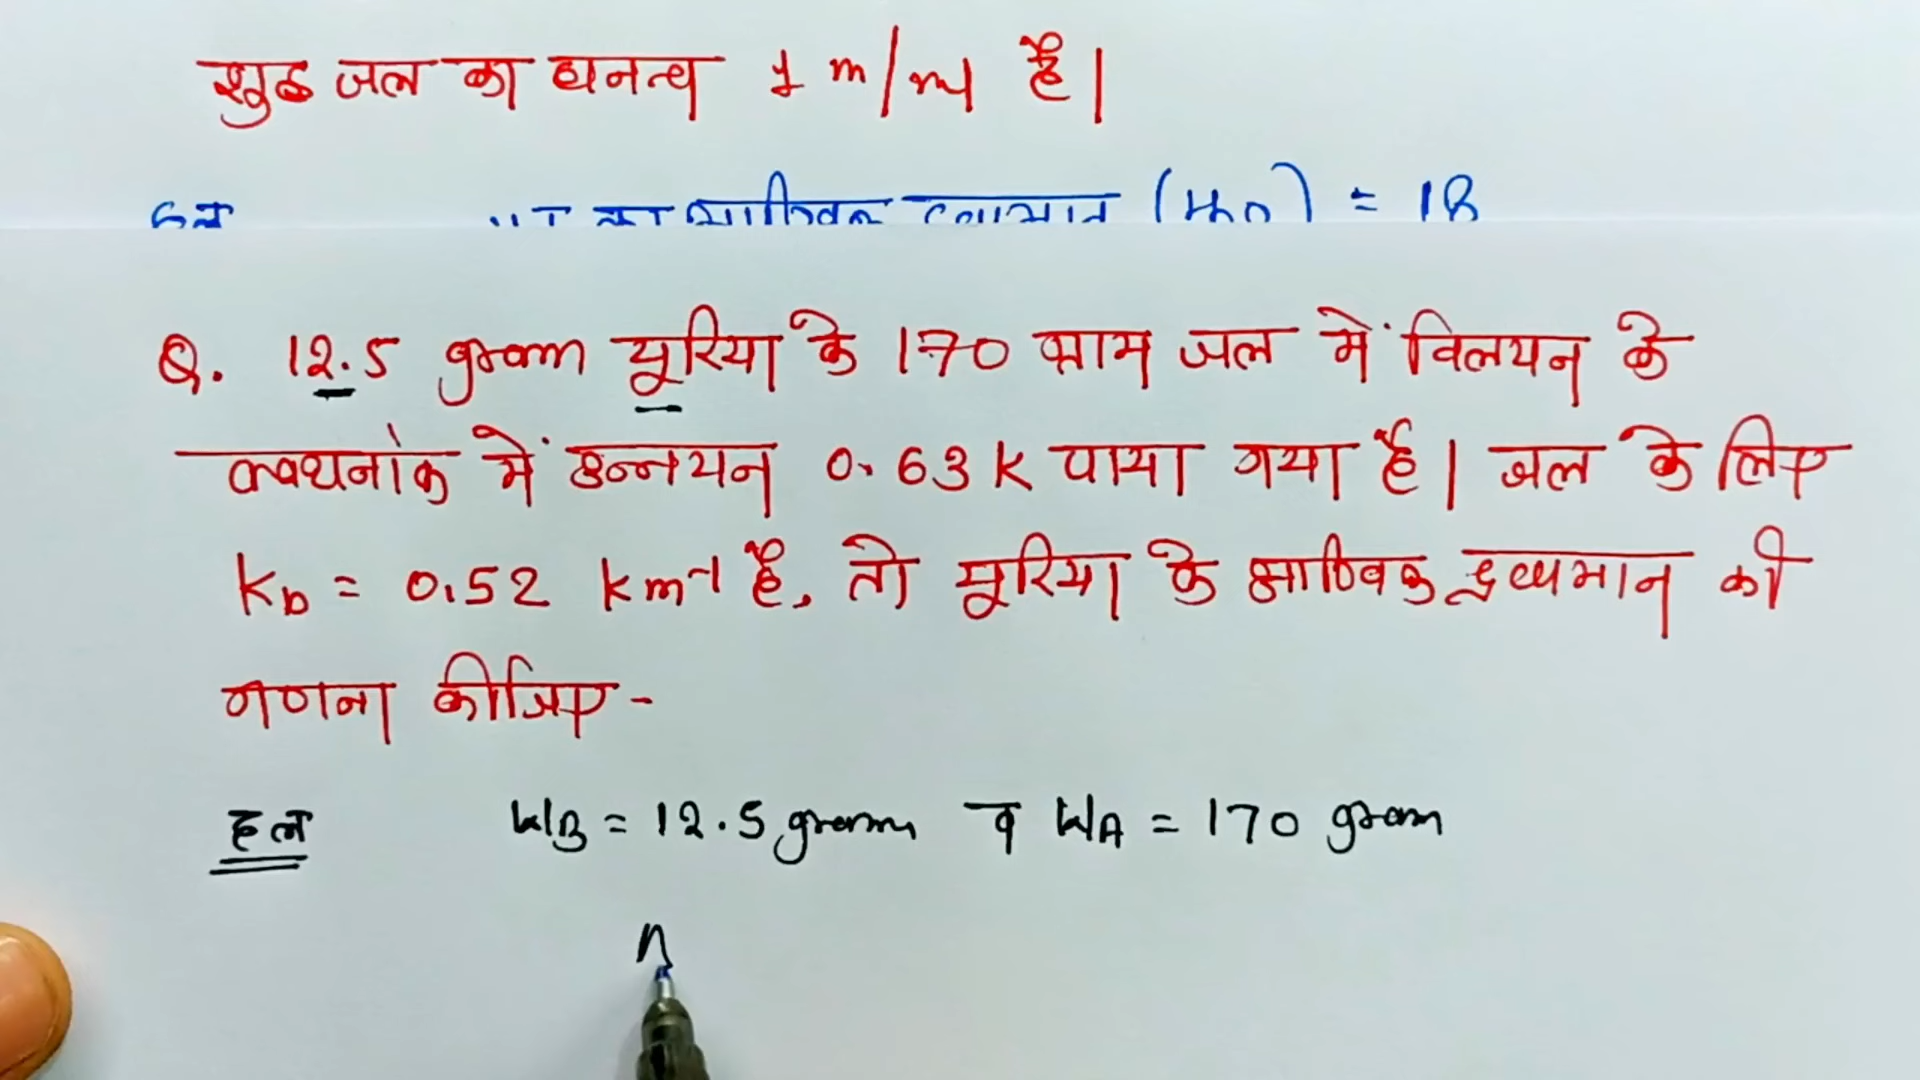 शुद्ध जल का घनत्व 1 m/ml है।
= 18
Q. 12.5 gram यूरिया के 170 ग्राम जल में विलयन के
क्वथनांक में उन्नयन 0.63 K पाया गया है। जल के लिए
Kb = 0.52 km⁻¹ है, तो यूरिया के आण्विक द्रव्यमान की
गणना कीजिए-
हल WB = 12.5 gram व WA = 170 gram